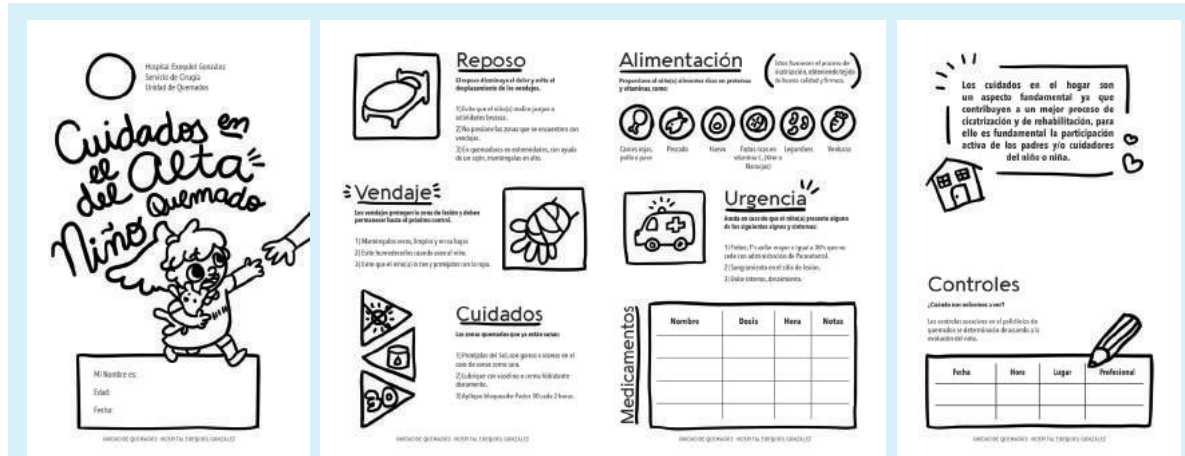 Hospital Exequiel González
Servicio de Cirugía
Unidad de Quemados
Cuidados en
el Alta
del Quemado
Niño
Mi Nombre es:
Edad:
Fecha:
UNIDAD DE QUEMADOS · HOSPITAL EXEQUIEL GONZÁLEZ
Reposo
El reposo disminuye el dolor y evita el
desplazamiento de los vendajes.
1) Evite que el niño(a) realice juegos o
actividades bruscas.
2) No presione las zonas que se encuentren con
vendajes.
3) En quemaduras en extremidades, con ayuda
de un cojín, manténgalas en alto.
Vendaje
Los vendajes protegen la zona de lesión y deben
permanecer hasta el próximo control.
1) Manténgalos secos, limpios y en su lugar.
2) Evite humedecerlos cuando asee al niño.
3) Evite que el niño(a) lo tire y protéjalos con la ropa.
Cuidados
Las zonas quemadas que ya están sanas:
1) Protéjalas del Sol, con gorros o viseras en el
caso de zonas como cara.
2) Lubrique con vaselina o crema hidratante
diariamente.
3) Aplique bloqueador Factor 30 cada 2 horas.
30
UNIDAD DE QUEMADOS · HOSPITAL EXEQUIEL GONZÁLEZ
Alimentación
Proporcione al niño(a) alimentos ricos en proteínas
y vitaminas, como:
Estos favorecen el proceso de
cicatrización, obteniendo tejido
de buena calidad y firmeza.
Carnes rojas,
pollo o pavo
Pescado
Huevo
Frutas ricas en
vitamina C, (Kiwi o
Naranjas)
Legumbres
Verduras
Urgencia
Acuda en caso de que el niño(a) presente alguno
de los siguientes signos y síntomas:
1) Fiebre, T° axilar mayor o igual a 38°c que no
cede con administración de Paracetamol.
2) Sangramiento en el sitio de lesión.
3) Dolor intenso, decaimiento.
Medicamentos
Nombre Dosis Hora Notas
UNIDAD DE QUEMADOS · HOSPITAL EXEQUIEL GONZÁLEZ
Los cuidados en el hogar son
un aspecto fundamental ya que
contribuyen a un mejor proceso de
cicatrización y de rehabilitación, para
ello es fundamental la participación
activa de los padres y/o cuidadores
del niño o niña.
Controles
¿Cuándo nos volvemos a ver?
Los controles sucesivos en el policlínico de
quemados se determinarán de acuerdo a la
evolución del niño.
Fecha Hora Lugar Profesional
UNIDAD DE QUEMADOS · HOSPITAL EXEQUIEL GONZÁLEZ